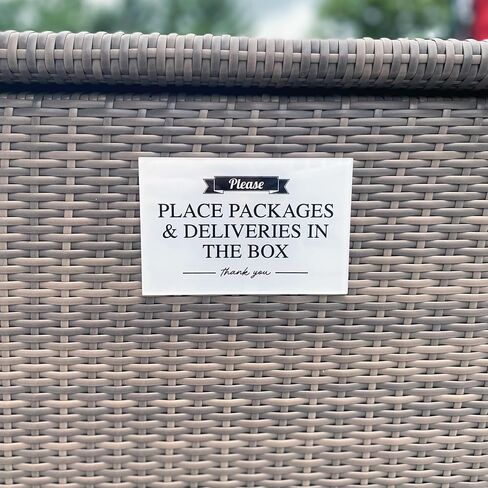 Please
PLACE PACKAGES
& DELIVERIES IN
THE BOX
thank you